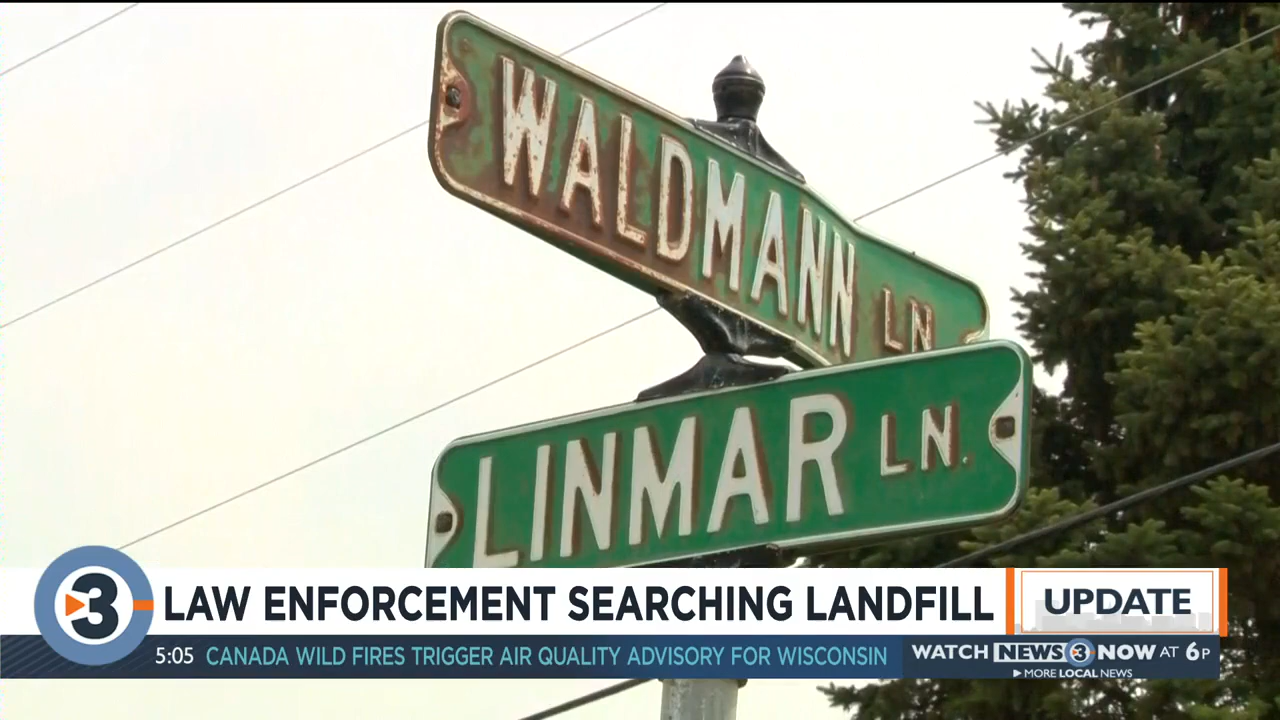 WALDMANN LN
LINMAR LN.
3 LAW ENFORCEMENT SEARCHING LANDFILL UPDATE
5:05 CANADA WILD FIRES TRIGGER AIR QUALITY ADVISORY FOR WISCONSIN WATCH NEWS 3 NOW AT 6P
MORE LOCAL NEWS